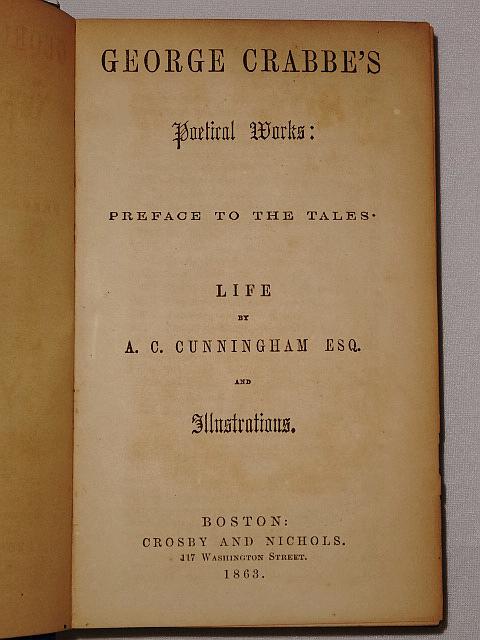 GEORGE CRABBE'S
Poetical Works:
PREFACE TO THE TALES.
LIFE
BY
A. C. CUNNINGHAM ESQ.
AND
Illustrations.
BOSTON:
CROSBY AND NICHOLS.
117 WASHINGTON STREET.
1863.